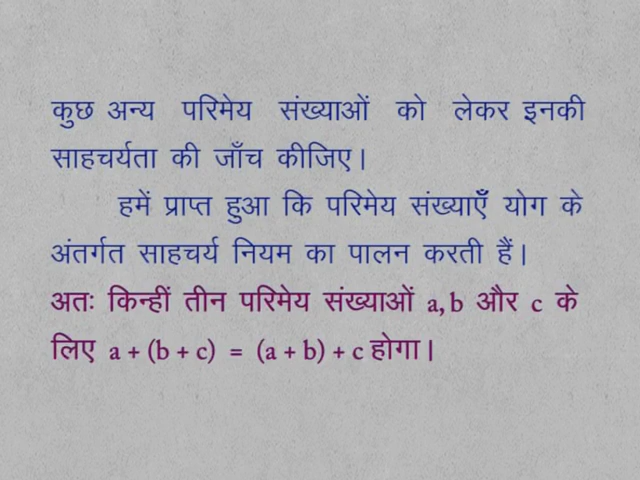 कुछ अन्य परिमेय संख्याओं को लेकर इनकी
साहचर्यता की जाँच कीजिए।
हमें प्राप्त हुआ कि परिमेय संख्याएँ योग के
अंतर्गत साहचर्य नियम का पालन करती हैं।
अतः किन्हीं तीन परिमेय संख्याओं a, b और c के
लिए a + (b + c) = (a + b) + c होगा।